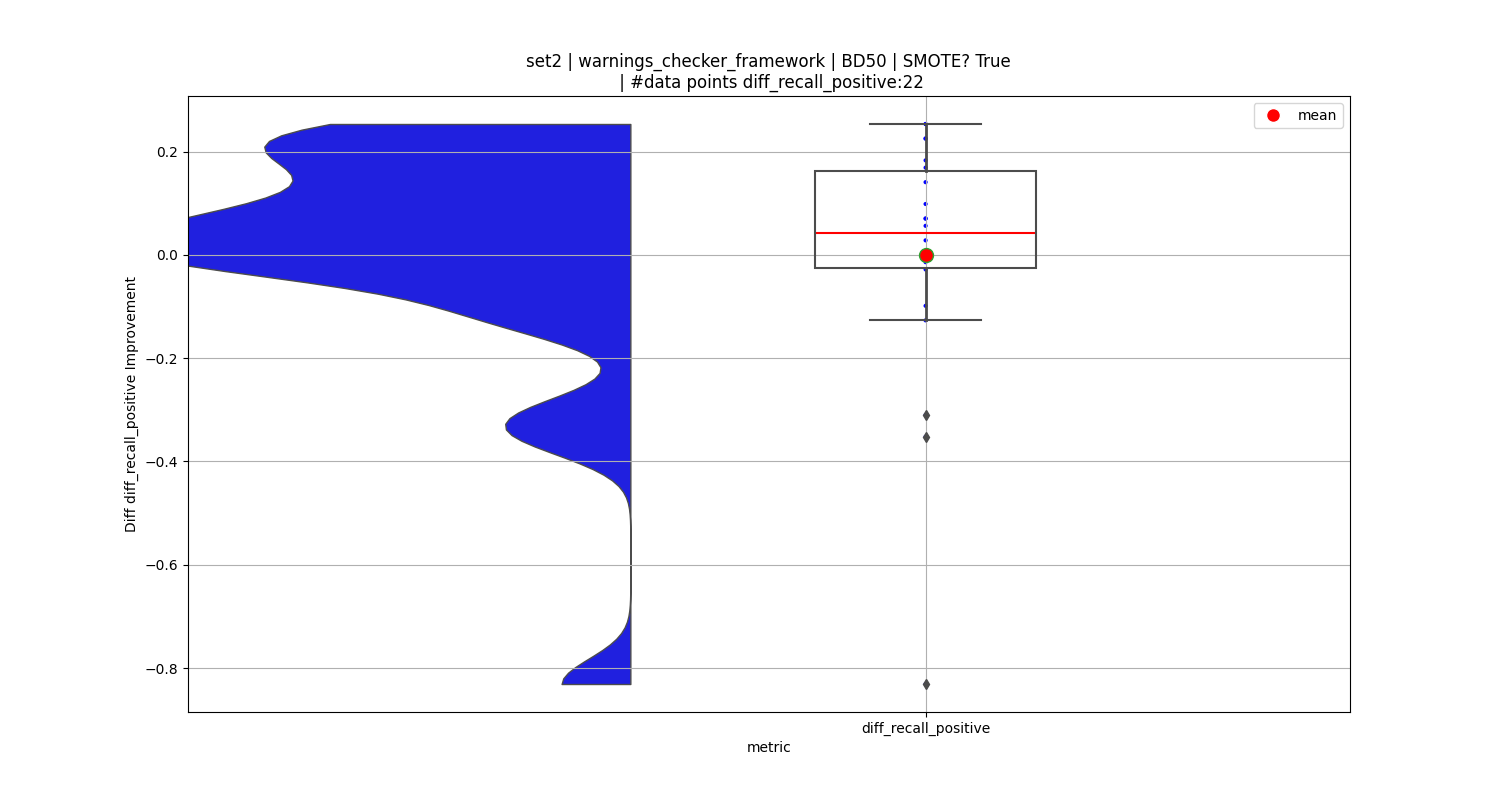 set2 | warnings_checker_framework | BD50 | SMOTE? True
| #data points diff_recall_positive:22
mean
0.2
0.0
−0.2
−0.4
−0.6
−0.8
Diff diff_recall_positive Improvement
diff_recall_positive
metric